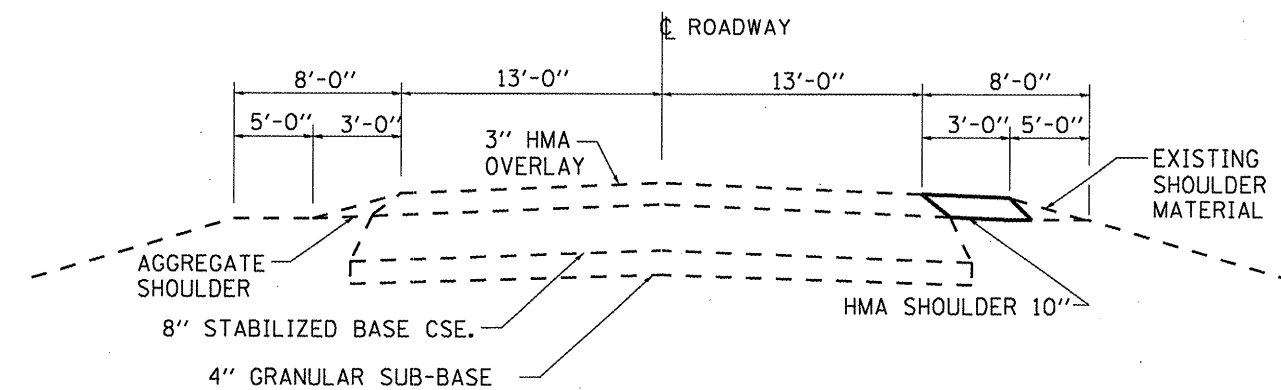 ℄ ROADWAY
8'-0" 13'-0" 13'-0" 8'-0"
5'-0" 3'-0" 3'-0" 5'-0"
3" HMA
OVERLAY
EXISTING
SHOULDER
MATERIAL
AGGREGATE
SHOULDER
HMA SHOULDER 10"
8" STABILIZED BASE CSE.
4" GRANULAR SUB-BASE